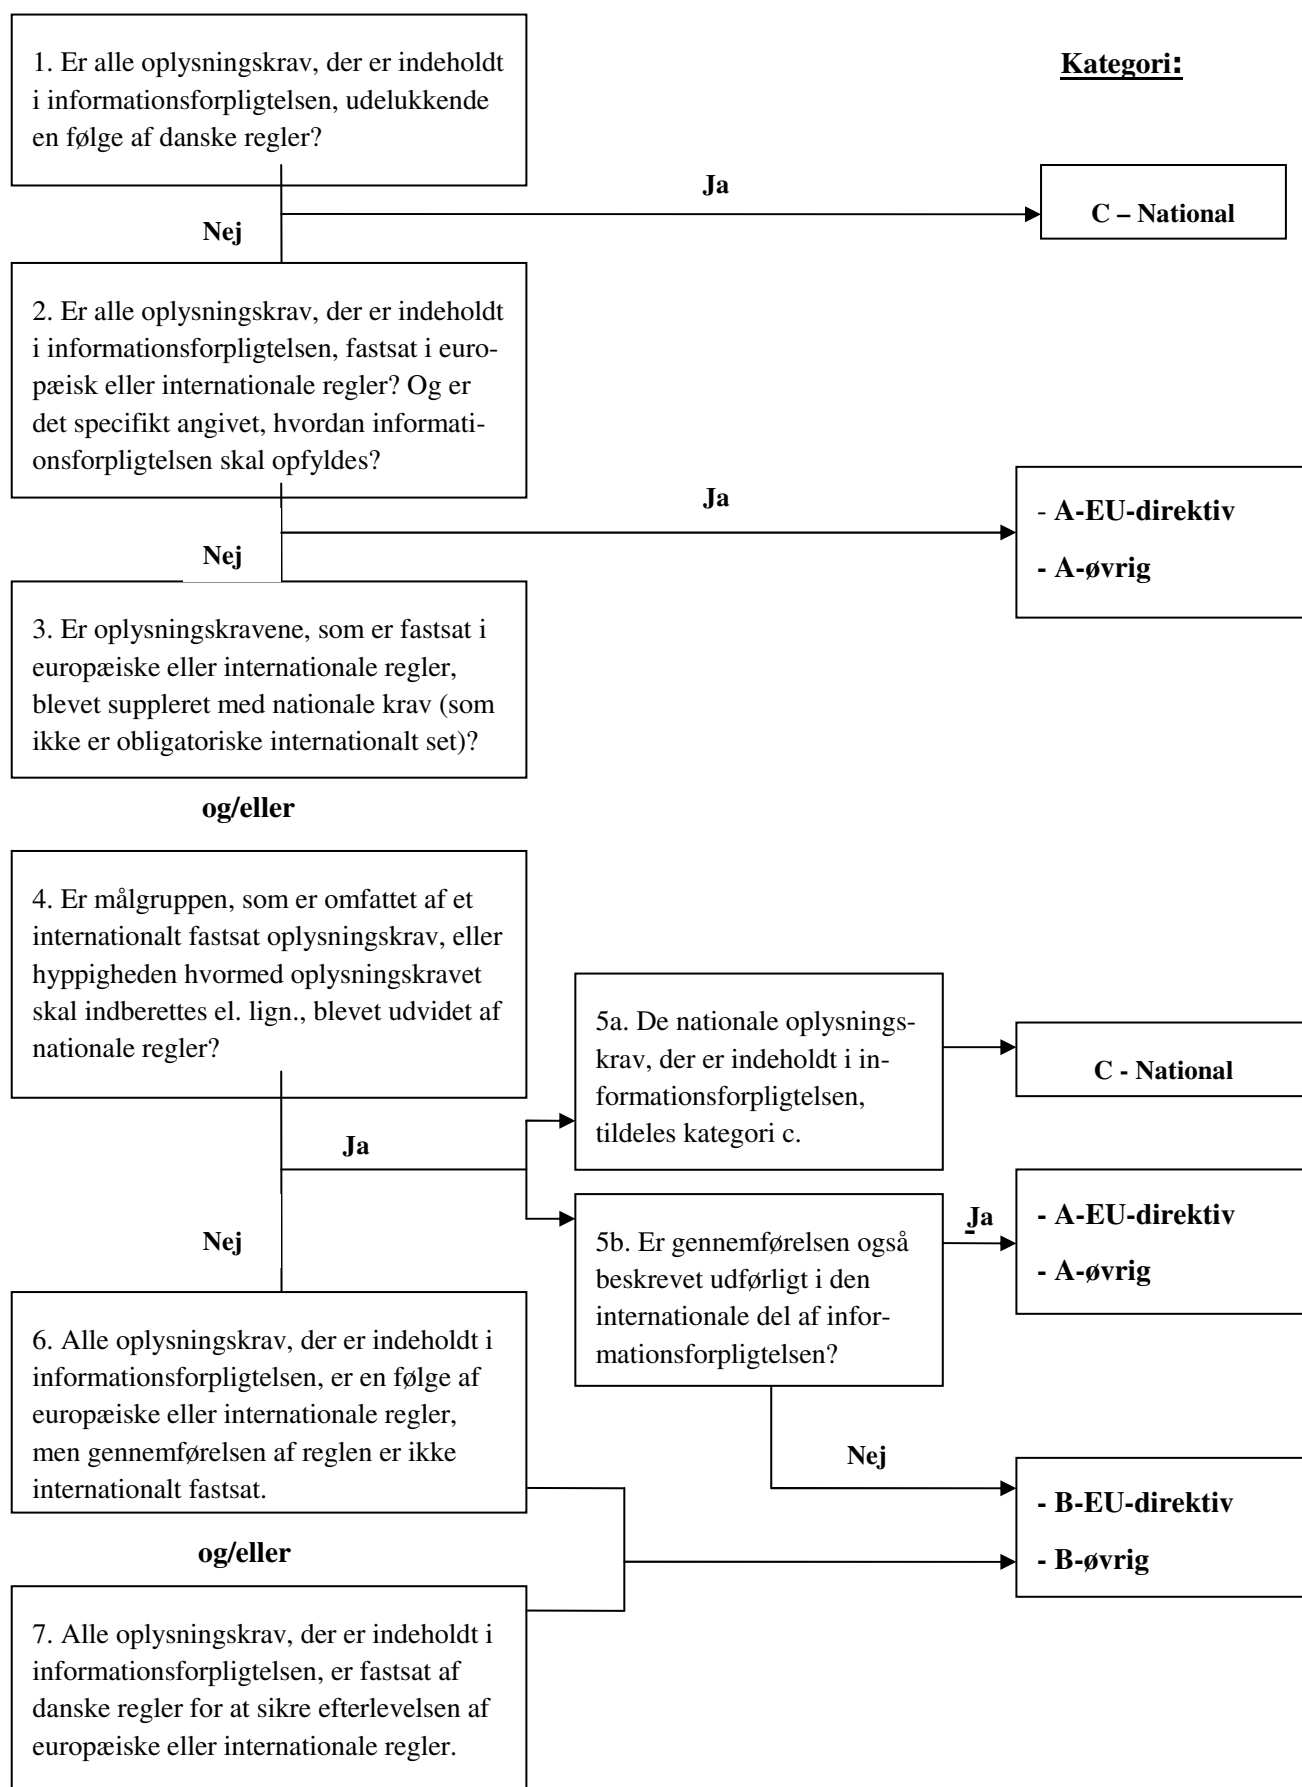 1. Er alle oplysningskrav, der er indeholdt
i informationsforpligtelsen, udelukkende
en følge af danske regler?
Kategori:
Ja
C – National
Nej
2. Er alle oplysningskrav, der er indeholdt
i informationsforpligtelsen, fastsat i euro-
pæisk eller internationale regler? Og er
det specifikt angivet, hvordan informati-
onsforpligtelsen skal opfyldes?
Ja
- A-EU-direktiv
- A-øvrig
Nej
3. Er oplysningskravene, som er fastsat i
europæiske eller internationale regler,
blevet suppleret med nationale krav (som
ikke er obligatoriske internationalt set)?
og/eller
4. Er målgruppen, som er omfattet af et
internationalt fastsat oplysningskrav, eller
hyppigheden hvormed oplysningskravet
skal indberettes el. lign., blevet udvidet af
nationale regler?
Ja
5a. De nationale oplysnings-
krav, der er indeholdt i in-
formationsforpligtelsen,
tildeles kategori c.
C - National
Nej
5b. Er gennemførelsen også
beskrevet udførligt i den
internationale del af infor-
mationsforpligtelsen?
Ja
- A-EU-direktiv
- A-øvrig
Nej
6. Alle oplysningskrav, der er indeholdt i
informationsforpligtelsen, er en følge af
europæiske eller internationale regler,
men gennemførelsen af reglen er ikke
internationalt fastsat.
- B-EU-direktiv
- B-øvrig
og/eller
7. Alle oplysningskrav, der er indeholdt i
informationsforpligtelsen, er fastsat af
danske regler for at sikre efterlevelsen af
europæiske eller internationale regler.